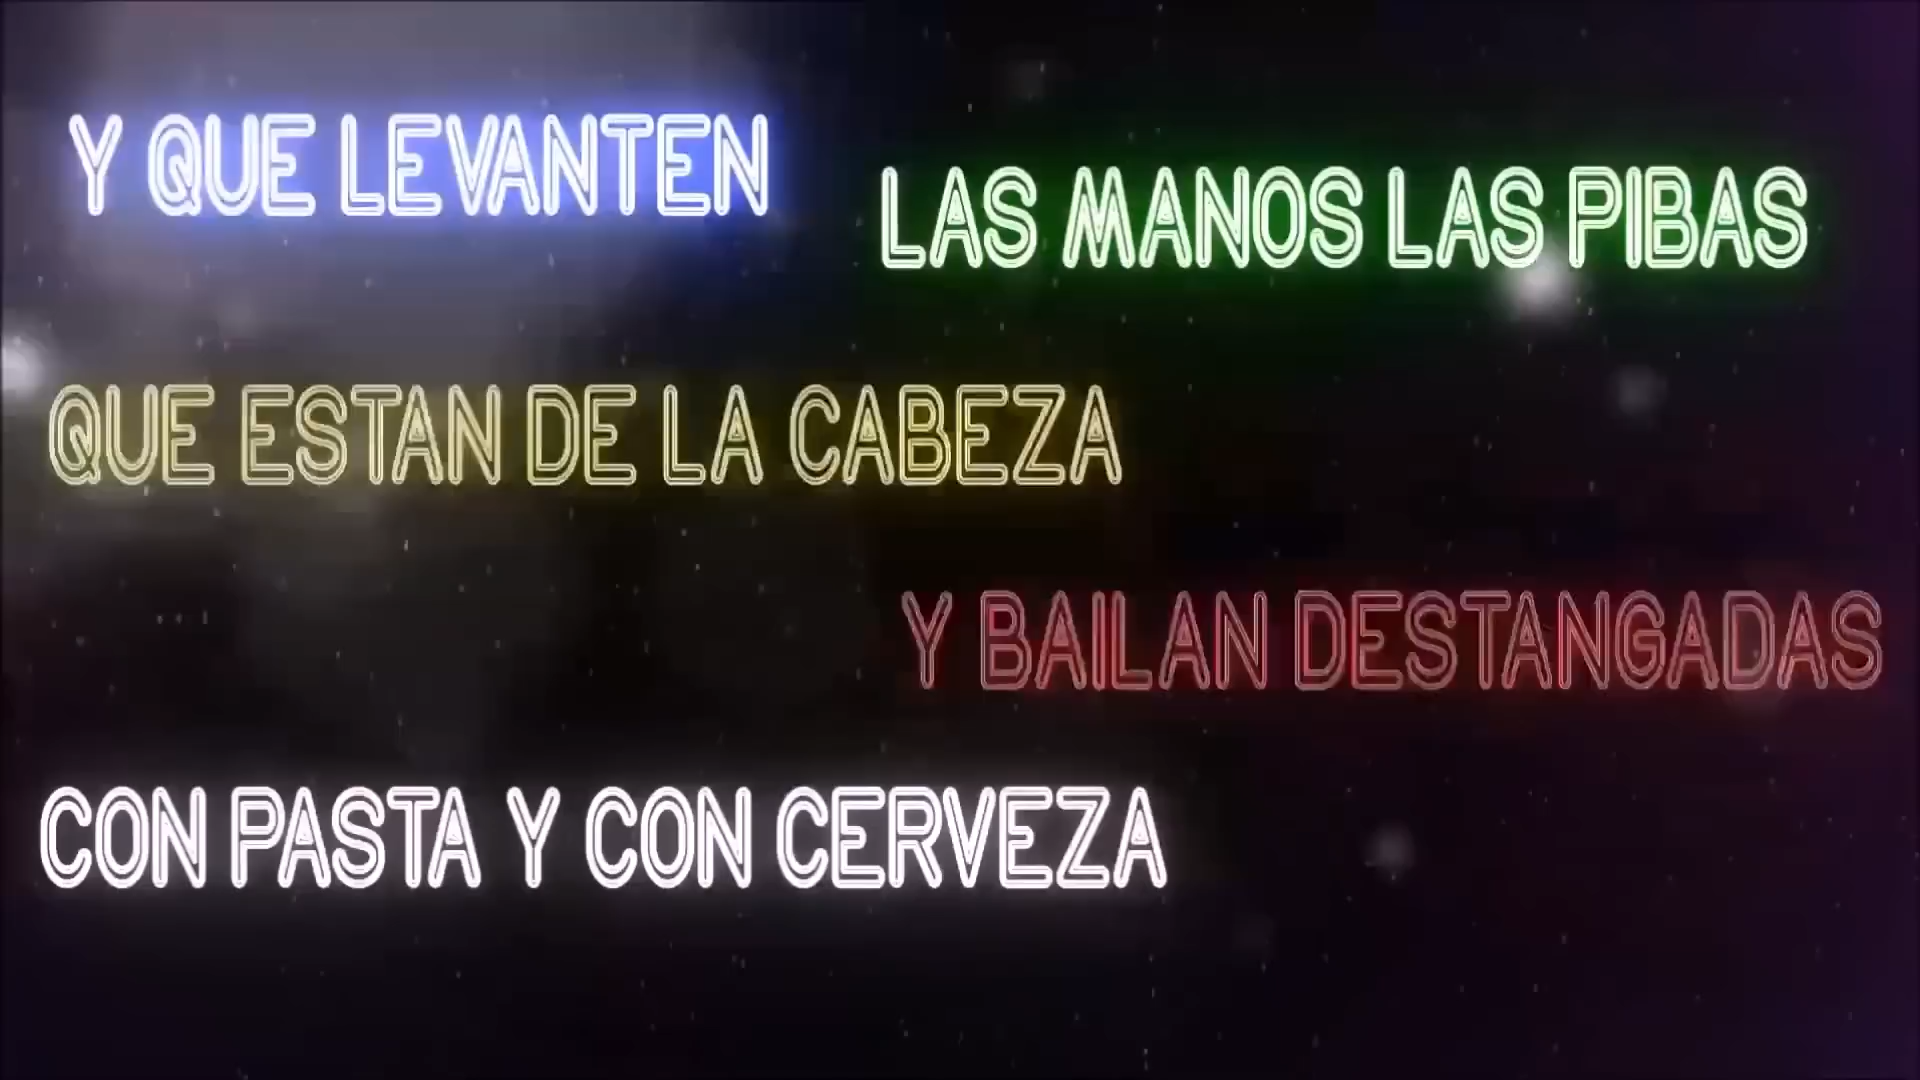 Y QUE LEVANTEN
LAS MANOS LAS PIBAS
QUE ESTAN DE LA CABEZA
Y BAILAN DESTANGADAS
CON PASTA Y CON CERVEZA